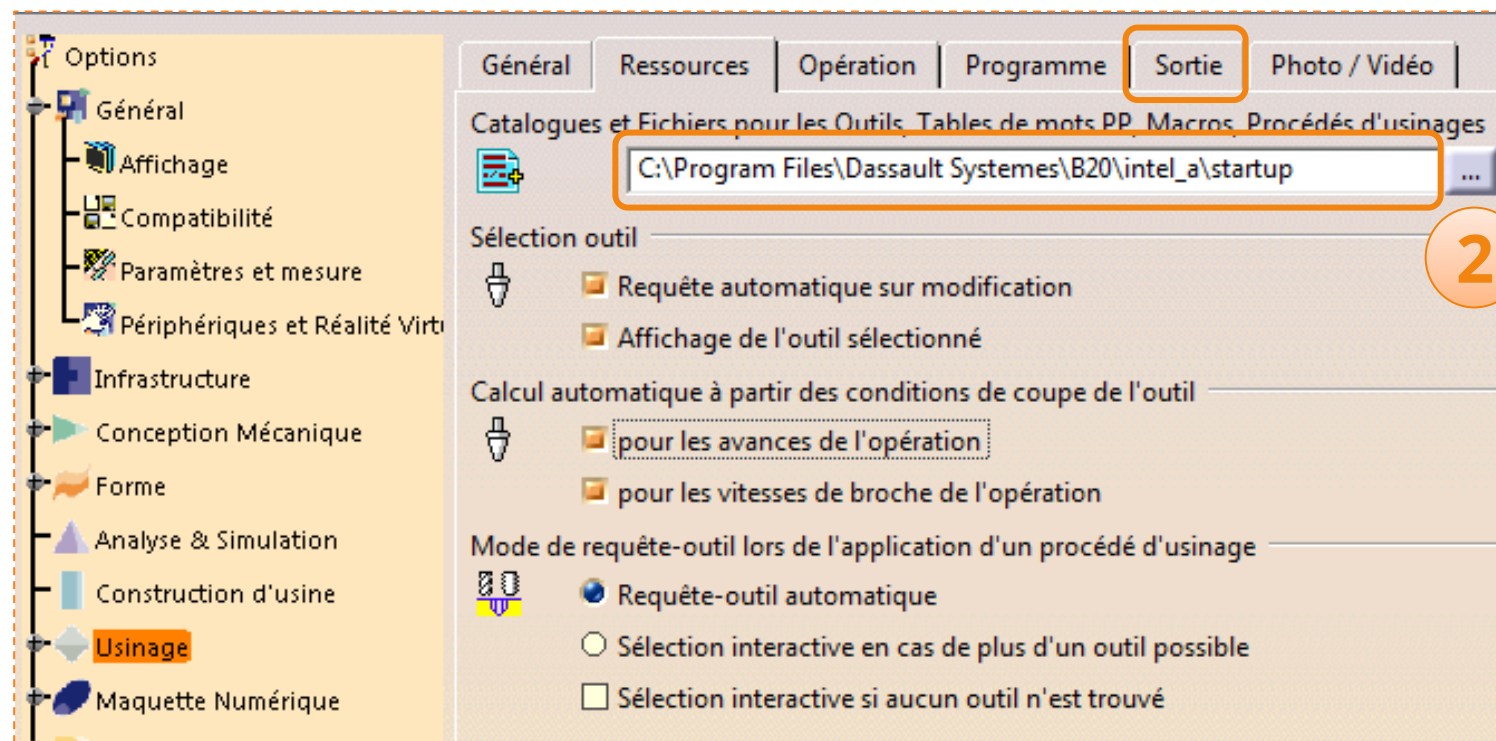 Options
Général
Affichage
Compatibilité
Paramètres et mesure
Périphériques et Réalité
Infrastructure
Conception Mécanique
Forme
Analyse & Simulation
Construction d'usine
Usinage
Maquette Numérique
Général Ressources Opération Programme Sortie Photo / Vidéo
Catalogues et Fichiers pour les Outils, Tables de mots PP, Macros, Procédés d'usinages
C:\Program Files\Dassault Systemes\B20\intel_a\startup ...
2
Sélection outil
Requête automatique sur modification
Affichage de l'outil sélectionné
Calcul automatique à partir des conditions de coupe de l'outil
pour les avances de l'opération
pour les vitesses de broche de l'opération
Mode de requête-outil lors de l'application d'un procédé d'usinage
Requête-outil automatique
Sélection interactive en cas de plus d'un outil possible
Sélection interactive si aucun outil n'est trouvé